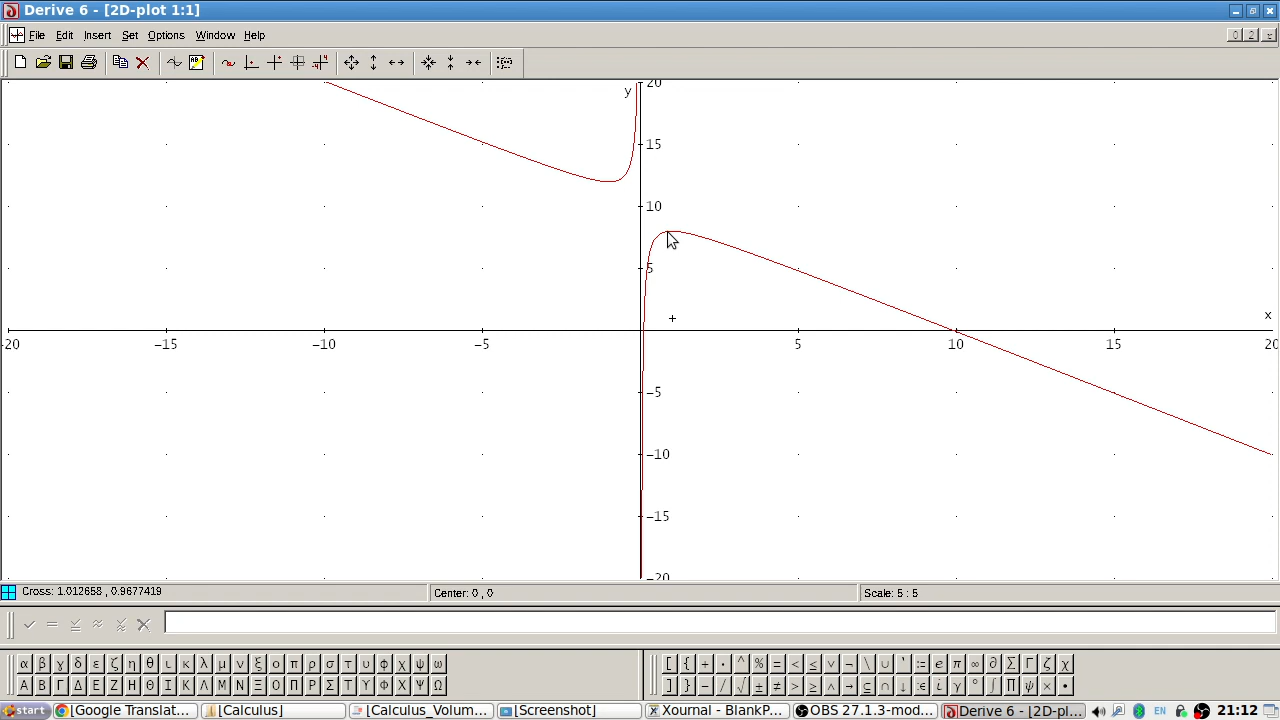 Derive 6 - [2D-plot 1:1]
File Edit Insert Set Options Window Help
y
20
15
10
5
x
-20 -15 -10 -5 5 10 15 20
-5
-10
-15
-20
Cross: 1.012658 , 0.9677419 Center: 0 , 0 Scale: 5 : 5
α β γ δ ε ζ η θ ι κ λ μ ν ξ ο π ρ σ τ υ φ χ ψ ω [ { + · ^ % = < ≤ ∨ ¬ \ ∪ ' := ℯ π ∞ ∂ ∑ Γ ζ χ
Α Β Γ Δ Ε Ζ Η Θ Ι Κ Λ Μ Ν Ξ Ο Π Ρ Σ Τ Υ Φ Χ Ψ Ω ] } − / √ ± ≠ > ≥ ∧ → ⊂ ∩ ↓ :∈ ί γ ° ∫ ∏ ψ × •
start [Google Translat... [Calculus] [Calculus_Volum... [Screenshot] Xournal - Blank-... OBS 27.1.3-mod... Derive 6 - [2D-pl... EN 21:12